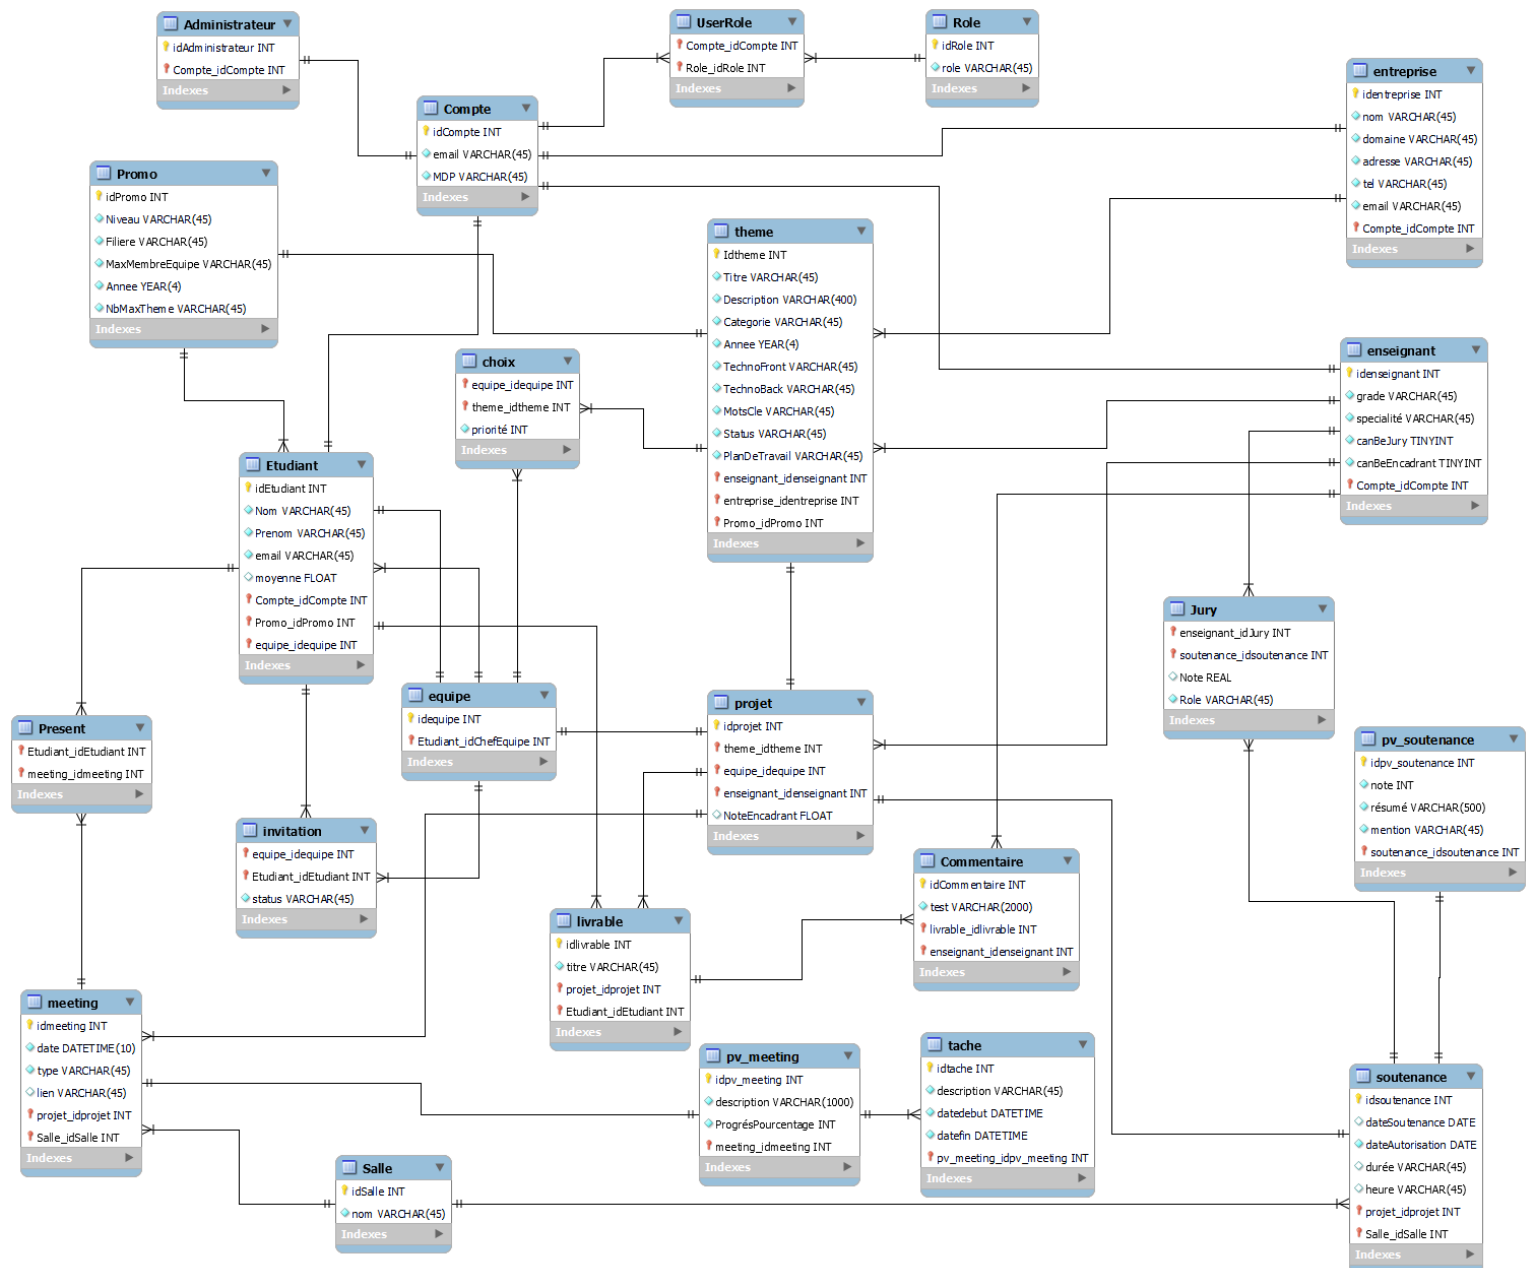 Administrateur
idAdministrateur INT
Compte_idCompte INT
Indexes
UserRole
Compte_idCompte INT
Role_idRole INT
Indexes
Role
idRole INT
role VARCHAR(45)
Indexes
entreprise
identreprise INT
nom VARCHAR(45)
domaine VARCHAR(45)
adresse VARCHAR(45)
tel VARCHAR(45)
email VARCHAR(45)
Compte_idCompte INT
Indexes
Compte
idCompte INT
email VARCHAR(45)
MDP VARCHAR(45)
Indexes
Promo
idPromo INT
Niveau VARCHAR(45)
Filiere VARCHAR(45)
MaxMembreEquipe VARCHAR(45)
Annee YEAR(4)
NbMaxTheme VARCHAR(45)
Indexes
theme
Idtheme INT
Titre VARCHAR(45)
Description VARCHAR(400)
Categorie VARCHAR(45)
Annee YEAR(4)
TechnoFront VARCHAR(45)
TechnoBack VARCHAR(45)
MotsCle VARCHAR(45)
Status VARCHAR(45)
PlanDeTravail VARCHAR(45)
enseignant_idenseignant INT
entreprise_identreprise INT
Promo_idPromo INT
Indexes
choix
equipe_idequipe INT
theme_idtheme INT
priorité INT
Indexes
enseignant
idenseignant INT
grade VARCHAR(45)
specialité VARCHAR(45)
canBeJury TINYINT
canBeEncadrant TINYINT
Compte_idCompte INT
Indexes
Etudiant
idEtudiant INT
Nom VARCHAR(45)
Prenom VARCHAR(45)
email VARCHAR(45)
moyenne FLOAT
Compte_idCompte INT
Promo_idPromo INT
equipe_idequipe INT
Indexes
Jury
enseignant_idJury INT
soutenance_idsoutenance INT
Note REAL
Role VARCHAR(45)
Indexes
equipe
idequipe INT
Etudiant_idChefEquipe INT
Indexes
projet
idprojet INT
theme_idtheme INT
equipe_idequipe INT
enseignant_idenseignant INT
NoteEncadrant FLOAT
Indexes
Present
Etudiant_idEtudiant INT
meeting_idmeeting INT
Indexes
pv_soutenance
idpv_soutenance INT
note INT
résumé VARCHAR(500)
mention VARCHAR(45)
soutenance_idsoutenance INT
Indexes
invitation
equipe_idequipe INT
Etudiant_idEtudiant INT
status VARCHAR(45)
Indexes
Commentaire
idCommentaire INT
test VARCHAR(2000)
livrable_idlivrable INT
enseignant_idenseignant INT
Indexes
livrable
idlivrable INT
titre VARCHAR(45)
projet_idprojet INT
Etudiant_idEtudiant INT
Indexes
meeting
idmeeting INT
date DATETIME(10)
type VARCHAR(45)
lien VARCHAR(45)
projet_idprojet INT
Salle_idSalle INT
Indexes
pv_meeting
idpv_meeting INT
description VARCHAR(1000)
ProgrésPourcentage INT
meeting_idmeeting INT
Indexes
tache
idtache INT
description VARCHAR(45)
datedebut DATETIME
datefin DATETIME
pv_meeting_idpv_meeting INT
Indexes
soutenance
idsoutenance INT
dateSoutenance DATE
dateAutorisation DATE
durée VARCHAR(45)
heure VARCHAR(45)
projet_idprojet INT
Salle_idSalle INT
Indexes
Salle
idSalle INT
nom VARCHAR(45)
Indexes